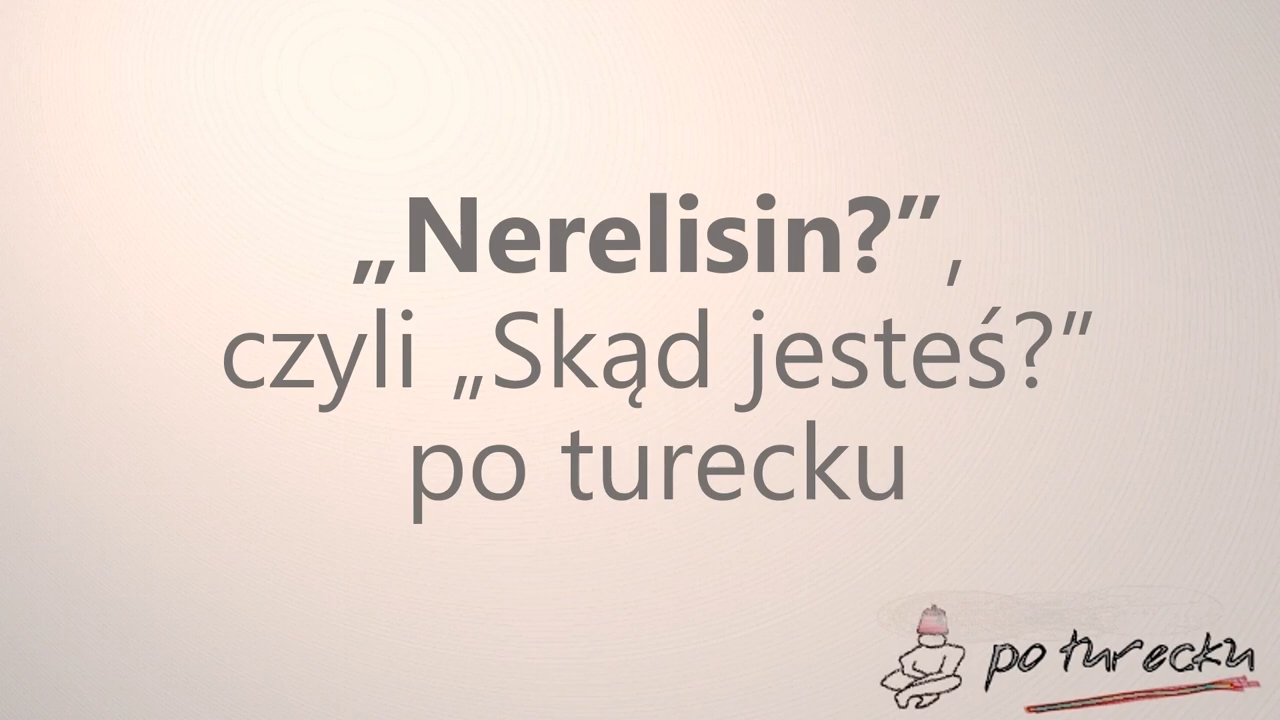 „Nerelisin?”,
czyli „Skąd jesteś?”
po turecku
po turecku